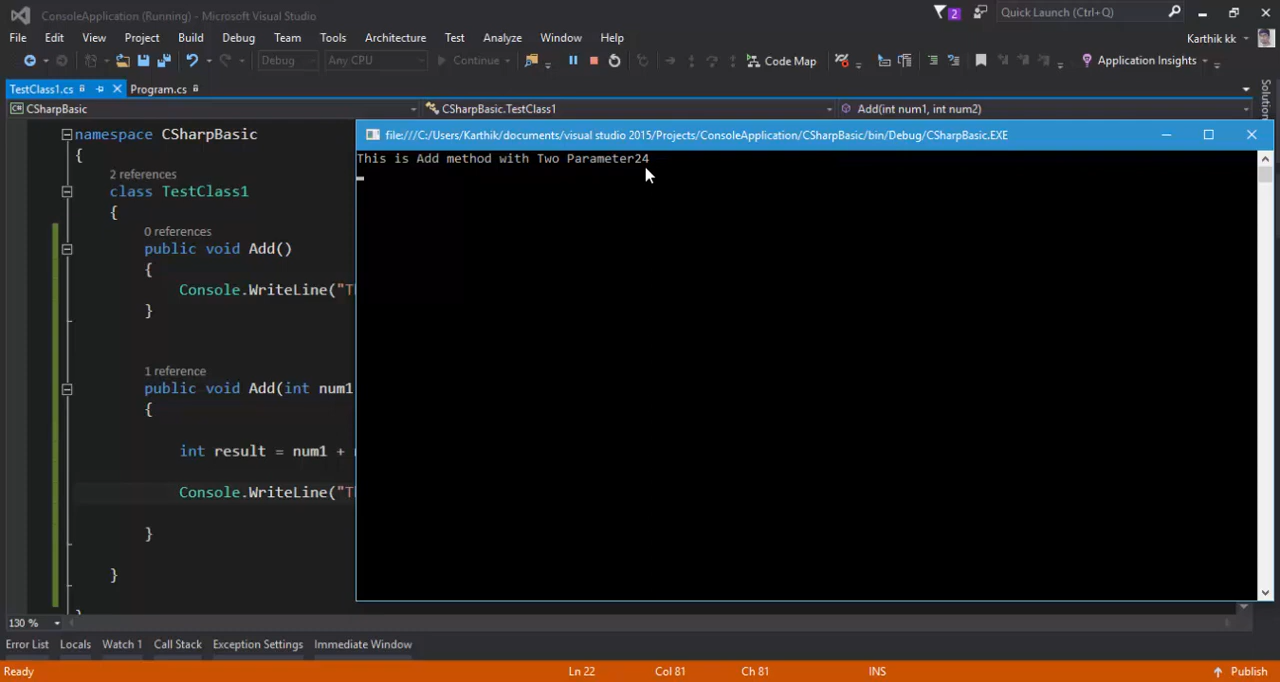 ConsoleApplication (Running) - Microsoft Visual Studio
2
Quick Launch (Ctrl+Q)
File Edit View Project Build Debug Team Tools Architecture Test Analyze Window Help
Karthik kk
Debug Any CPU Continue Code Map Application Insights
TestClass1.cs Program.cs
CSharpBasic CSharpBasic.TestClass1 Add(int num1, int num2)
Solution
namespace CSharpBasic
{
2 references
class TestClass1
{
0 references
public void Add()
{
Console.WriteLine("T
}
1 reference
public void Add(int num1
{
int result = num1 +
Console.WriteLine("T
}
}
file:///C:/Users/Karthik/documents/visual studio 2015/Projects/ConsoleApplication/CSharpBasic/bin/Debug/CSharpBasic.EXE
This is Add method with Two Parameter24
130 %
Error List Locals Watch 1 Call Stack Exception Settings Immediate Window
Ready Ln 22 Col 81 Ch 81 INS Publish